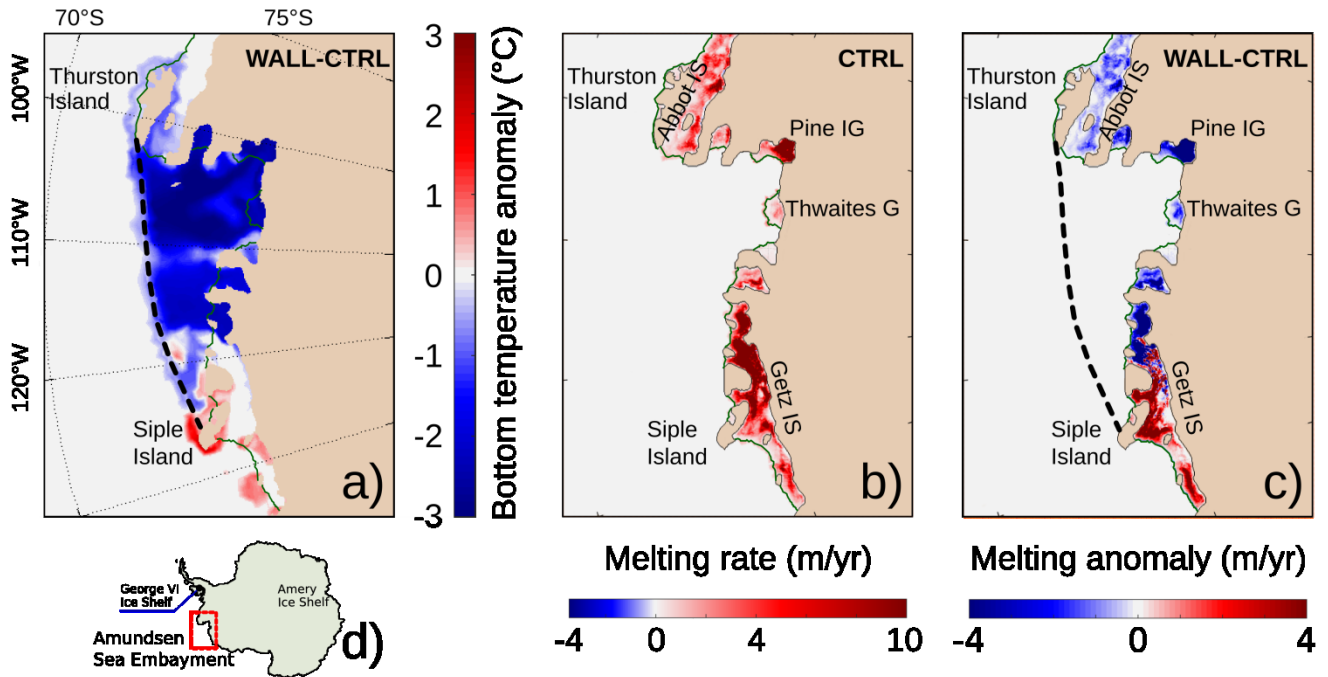 70°S 75°S
WALL-CTRL
Thurston
Island
100°W
110°W
120°W
Siple
Island
a)
3
2
1
0
-1
-2
-3
Bottom temperature anomaly (°C)
CTRL
Thurston
Island
Abbot IS
Pine IG
Thwaites G
Getz IS
Siple
Island
b)
WALL-CTRL
Thurston
Island
Abbot IS
Pine IG
Thwaites G
Getz IS
Siple
Island
c)
George VI
Ice Shelf
Amery
Ice Shelf
Amundsen
Sea Embayment
d)
Melting rate (m/yr)
-4 0 4 10
Melting anomaly (m/yr)
-4 0 4